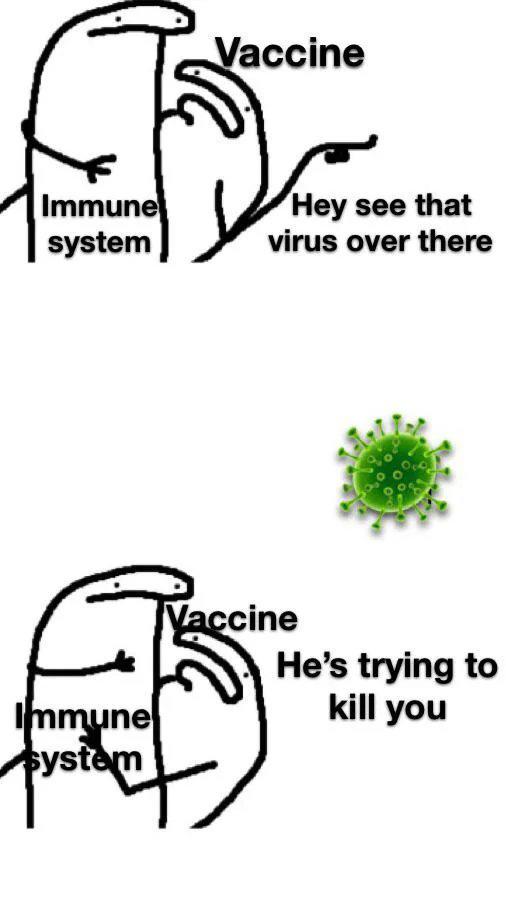 Vaccine
Immune
system
Hey see that
virus over there
Vaccine
He’s trying to
kill you
Immune
system